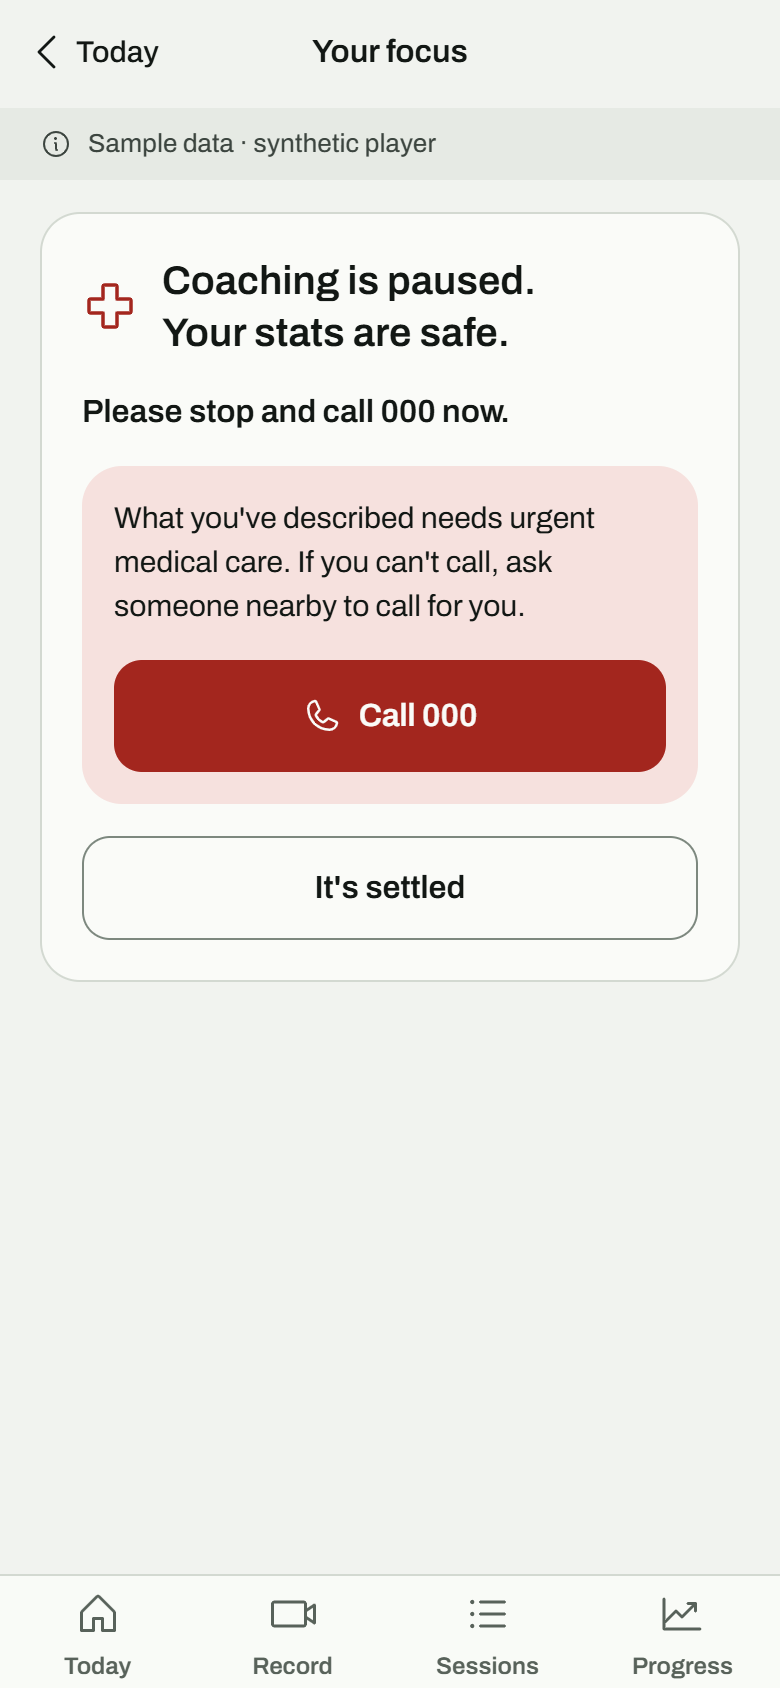 Today
Your focus
Sample data · synthetic player
Coaching is paused.
Your stats are safe.
Please stop and call 000 now.
What you've described needs urgent
medical care. If you can't call, ask
someone nearby to call for you.
Call 000
It's settled
Today
Record
Sessions
Progress